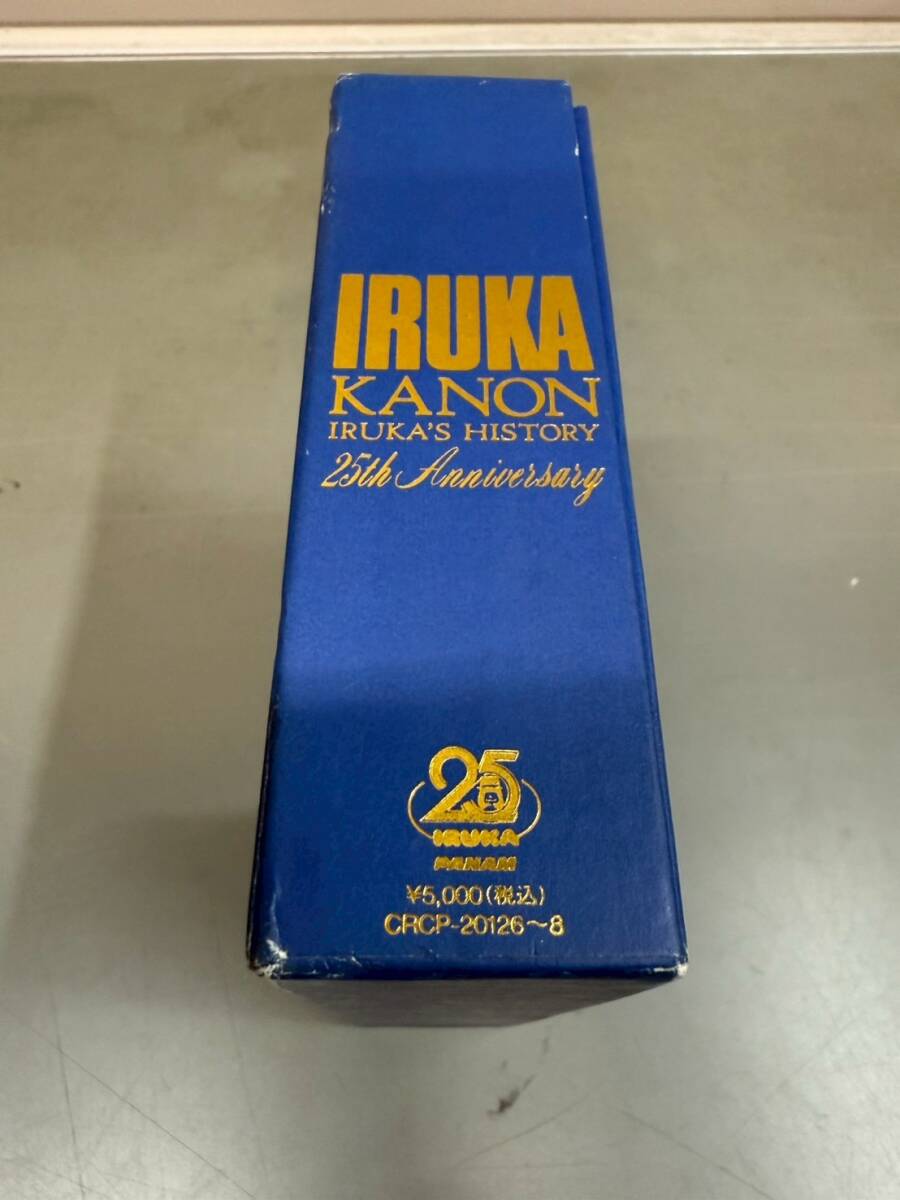 IRUKA
KANON
IRUKA'S HISTORY
25th Anniversary
25
IRUKA
PANAM
¥5,000(税込)
CRCP-20126〜8